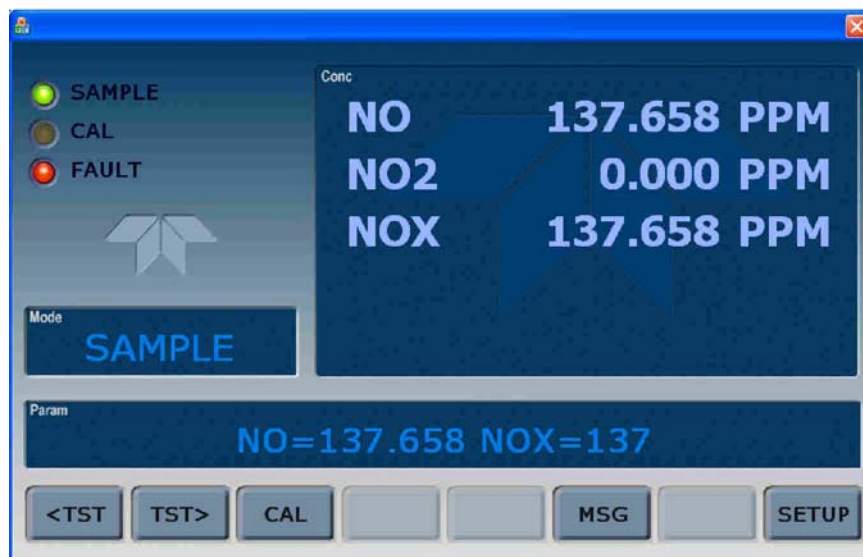 SAMPLE
CAL
FAULT
Conc
NO 137.658 PPM
NO2 0.000 PPM
NOX 137.658 PPM
Mode
SAMPLE
Param
NO=137.658 NOX=137
<TST TST> CAL MSG SETUP